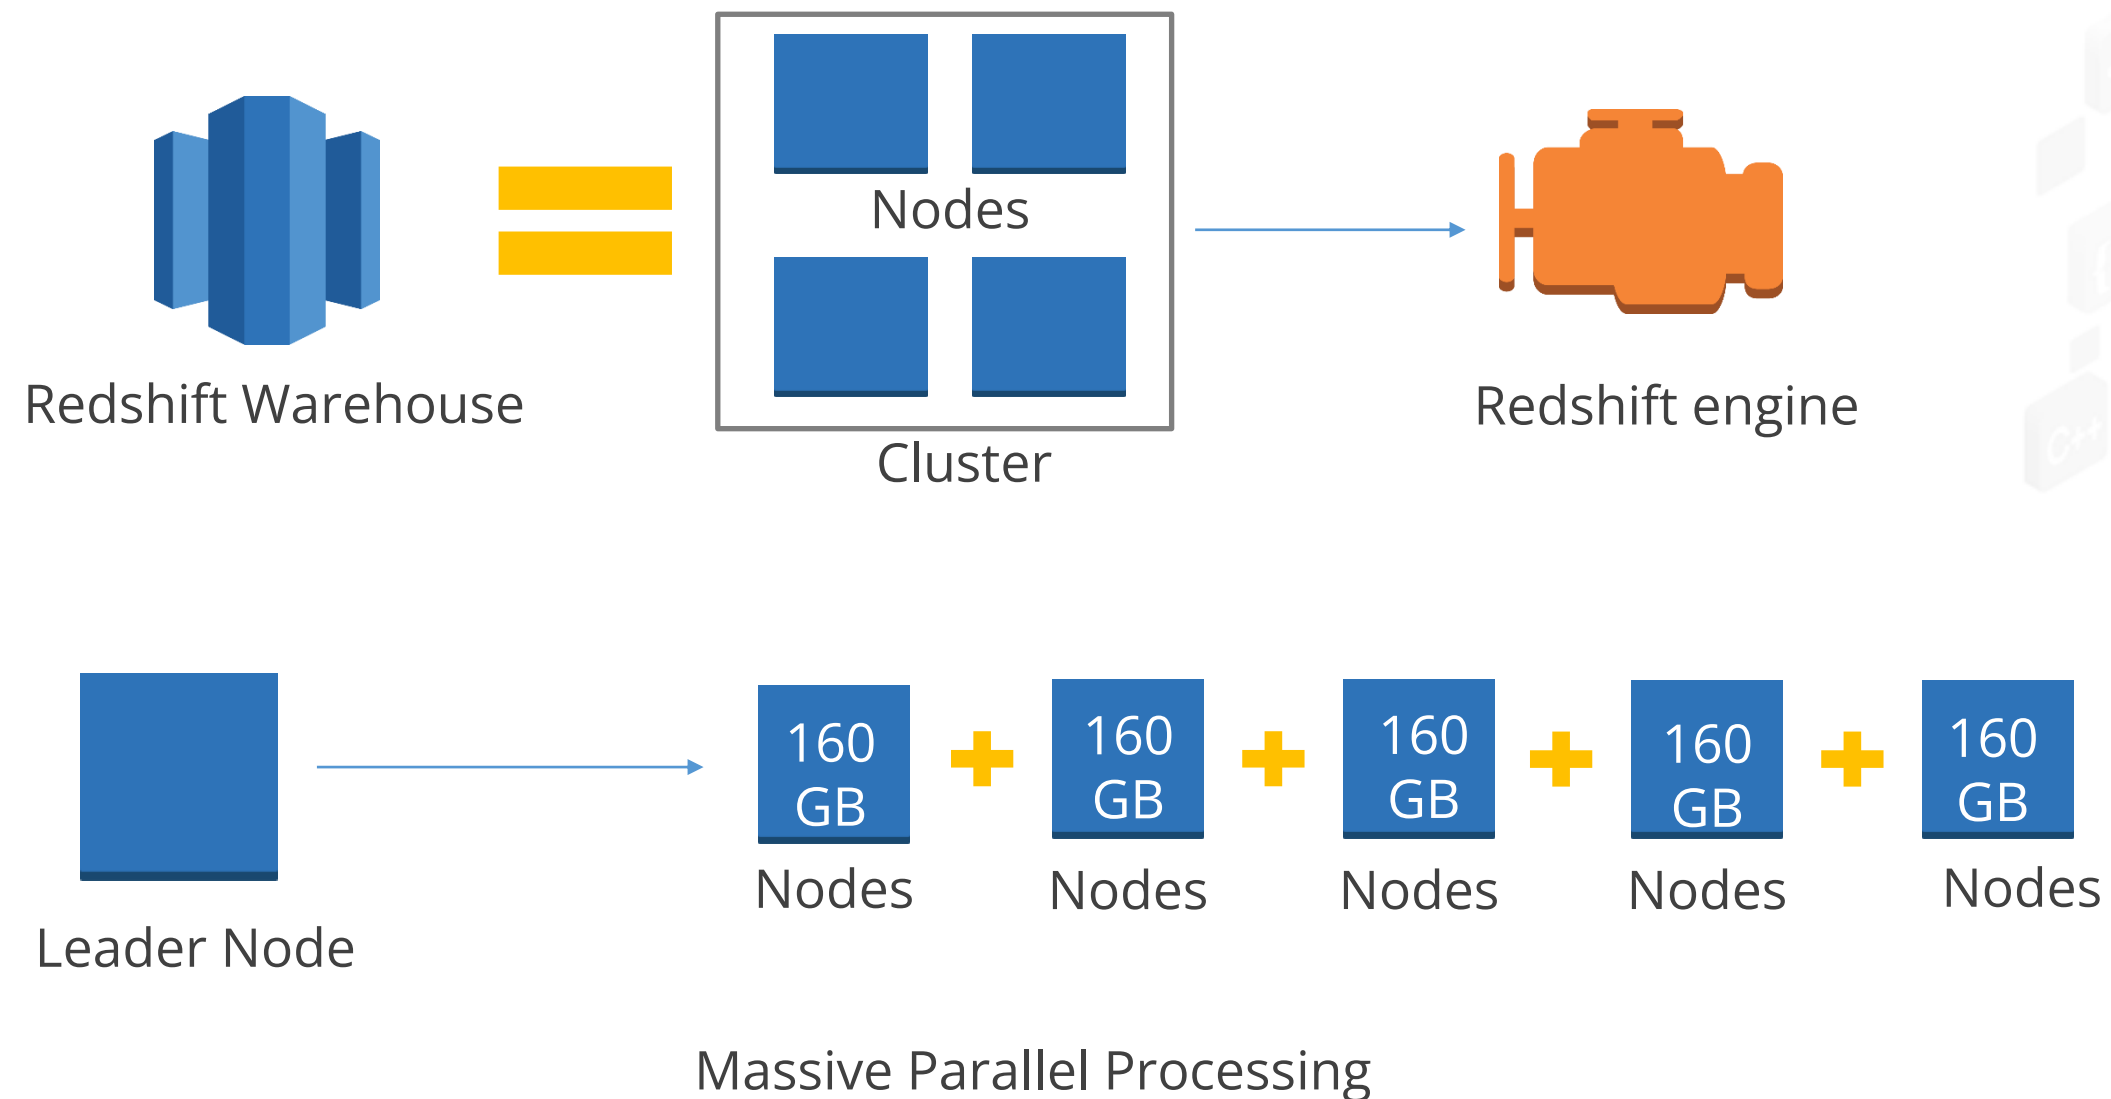 Nodes
Redshift Warehouse
Redshift engine
Cluster
160
GB
160
GB
160
GB
160
GB
160
GB
Nodes
Nodes
Nodes
Nodes
Nodes
Leader Node
Massive Parallel Processing
C++